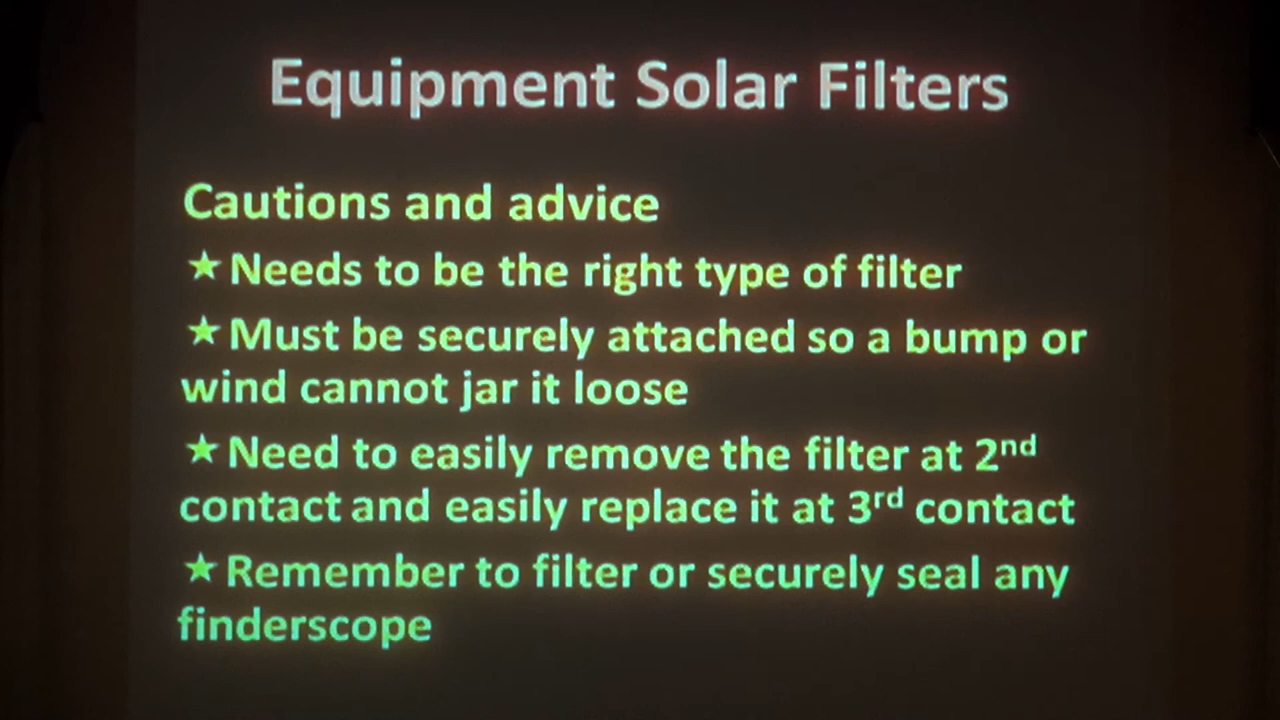 Equipment Solar Filters
Cautions and advice
★Needs to be the right type of filter
★Must be securely attached so a bump or
wind cannot jar it loose
★Need to easily remove the filter at 2nd
contact and easily replace it at 3rd contact
★Remember to filter or securely seal any
finderscope